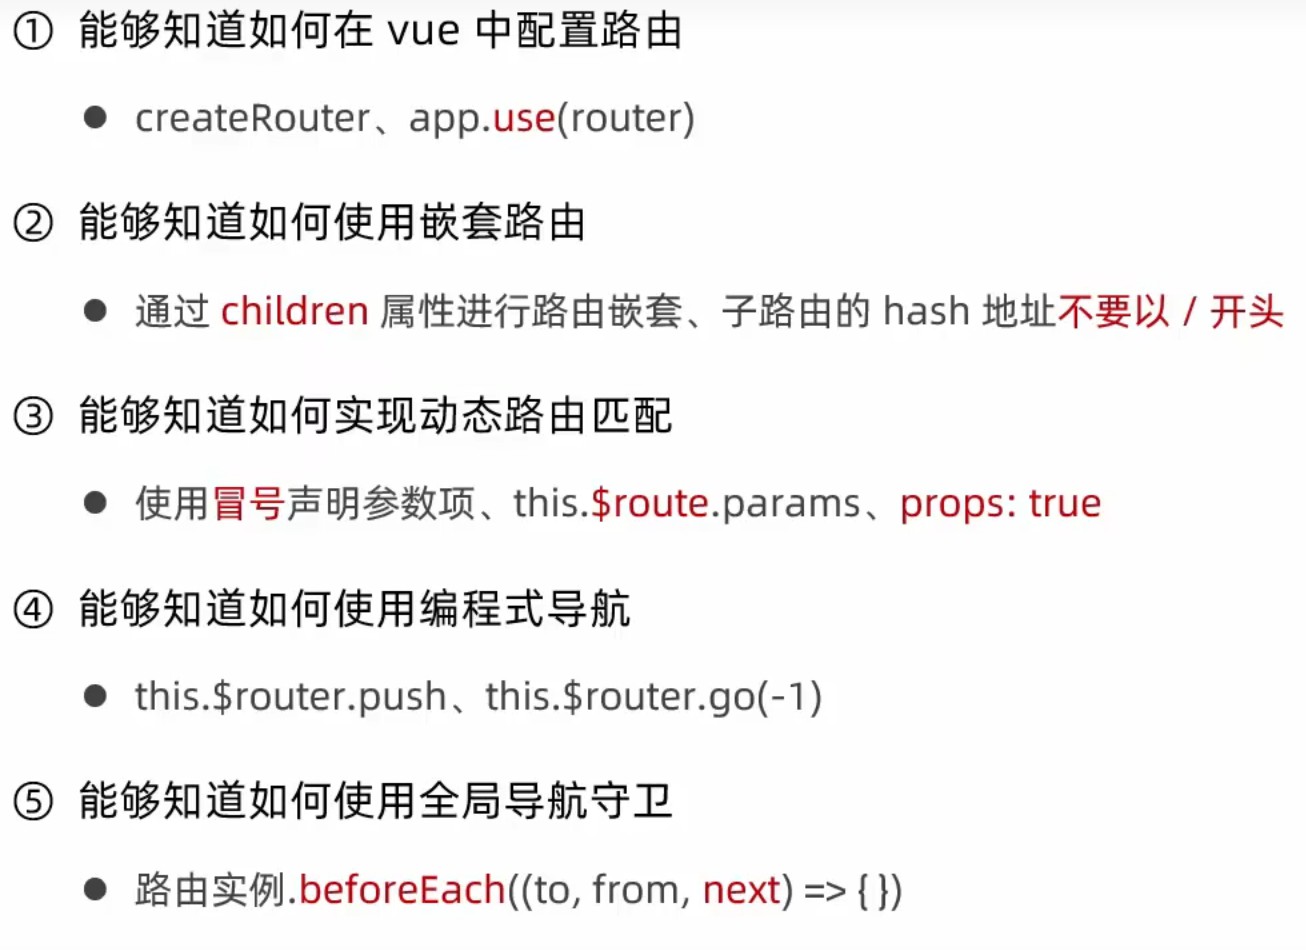 ① 能够知道如何在 vue 中配置路由
● createRouter、app.use(router)
② 能够知道如何使用嵌套路由
● 通过 children 属性进行路由嵌套、子路由的 hash 地址不要以 / 开头
③ 能够知道如何实现动态路由匹配
● 使用冒号声明参数项、this.$route.params、props: true
④ 能够知道如何使用编程式导航
● this.$router.push、this.$router.go(-1)
⑤ 能够知道如何使用全局导航守卫
● 路由实例.beforeEach((to, from, next) => { })